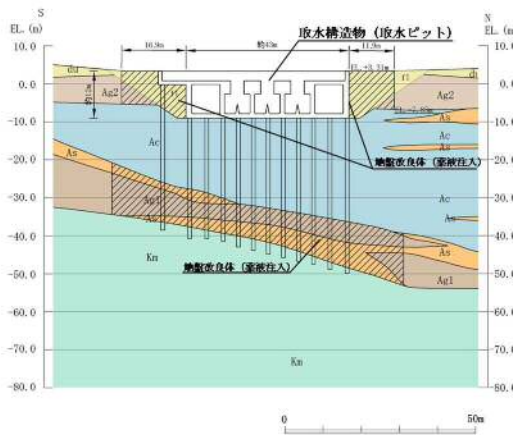 S
EL.(m)
N
EL.(m)
16.9m
約43m
11.9m
取水構造物 (取水ピット)
10.0
0.0
-10.0
-20.0
-30.0
-40.0
-50.0
-60.0
-70.0
-80.0
10.0
0.0
-10.0
-20.0
-30.0
-40.0
-50.0
-60.0
-70.0
-80.0
du
Ag2
fl
fl
du
Ag2
As
Ac
As
Ac
As
Ac
As
As
Ag1
As
Ag1
Km
Km
地盤改良体 (薬液注入)
地盤改良体 (薬液注入)
0
50m